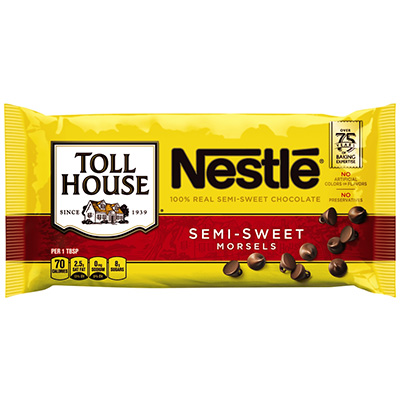 TOLL
HOUSE
SINCE 1939
Nestlé
100% REAL SEMI-SWEET CHOCOLATE
OVER
75
YEARS
BAKING
EXPERTISE
NO
ARTIFICIAL
COLORS OR FLAVORS
NO
PRESERVATIVES
SEMI-SWEET
MORSELS
PER 1 TBSP
70
CALORIES
2.5g
SAT FAT
0mg
SODIUM
0% DV
8g
SUGARS